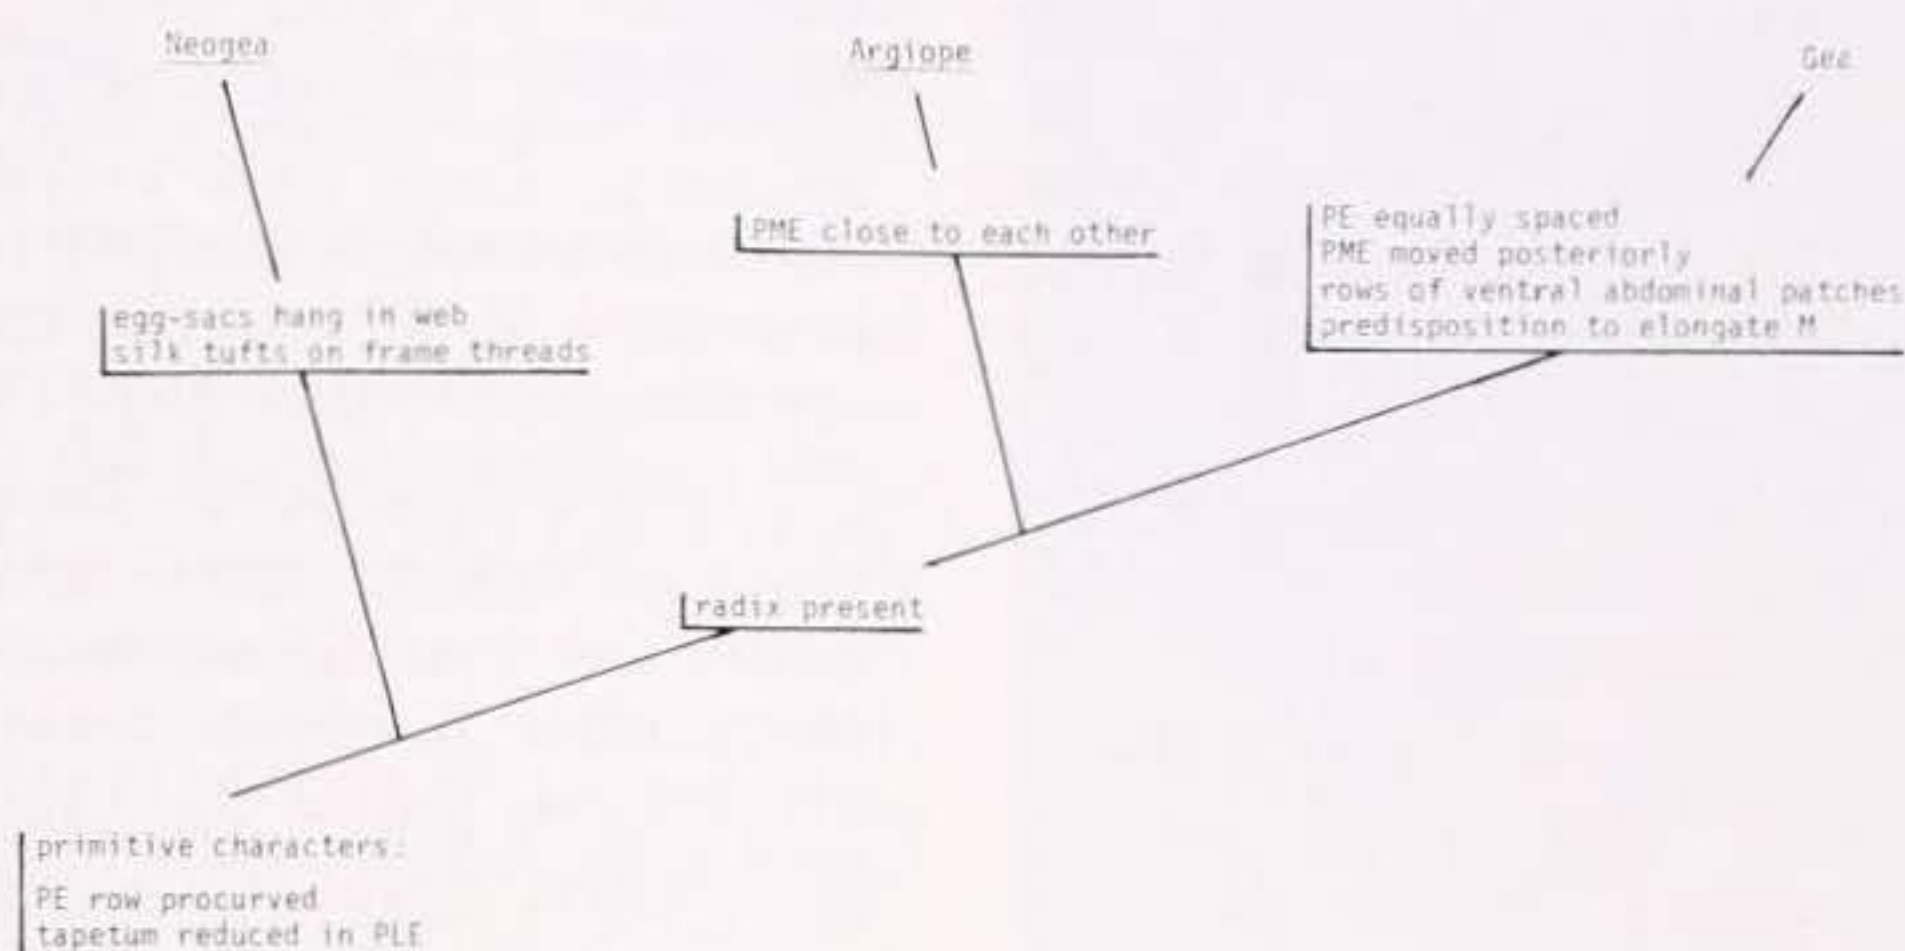 Neogea
Argiope
Gea
PME close to each other
PE equally spaced
PME moved posteriorly
rows of ventral abdominal patches
predisposition to elongate M
egg-sacs hang in web
silk tufts on frame threads
radix present
primitive characters:
PE row procurved
tapetum reduced in PLE